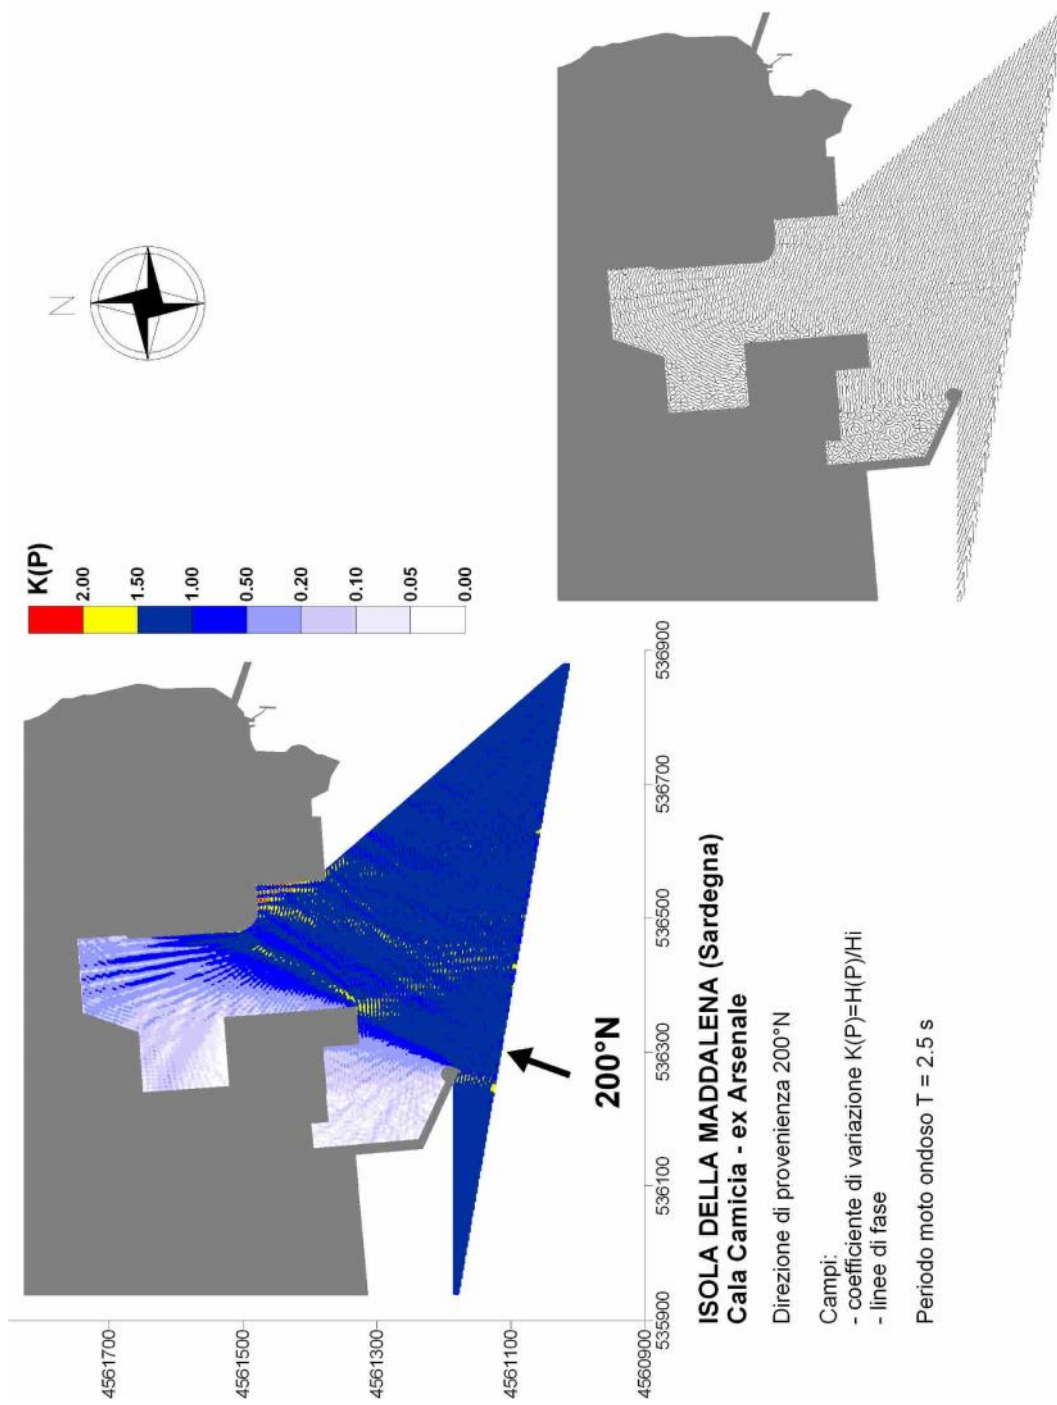 N
K(P)
2.00
1.50
1.00
0.50
0.20
0.10
0.05
0.00
4561700
4561500
4561300
4561100
4560900
535900
536100
536300
536500
536700
536900
200°N
ISOLA DELLA MADDALENA (Sardegna)
Cala Camicia - ex Arsenale
Direzione di provenienza 200°N
Campi:
- coefficiente di variazione K(P)=H(P)/Hi
- linee di fase
Periodo moto ondoso T = 2.5 s